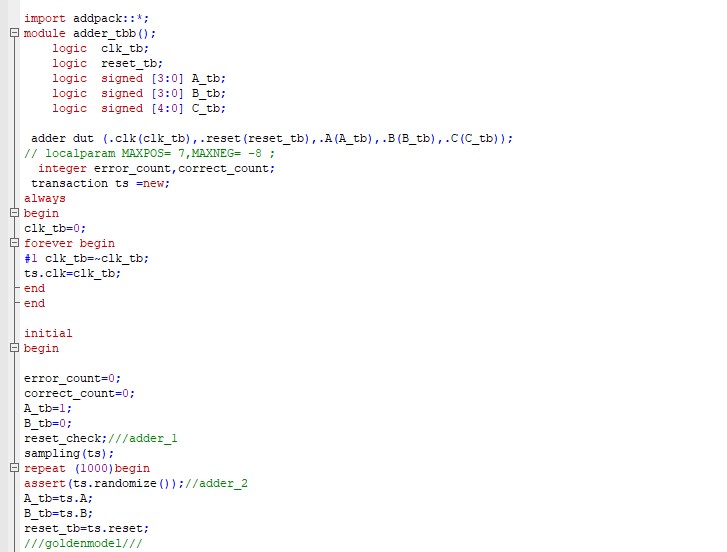 import addpack::*;
module adder_tbb();
logic clk_tb;
logic reset_tb;
logic signed [3:0] A_tb;
logic signed [3:0] B_tb;
logic signed [4:0] C_tb;
adder dut (.clk(clk_tb),.reset(reset_tb),.A(A_tb),.B(B_tb),.C(C_tb));
// localparam MAXPOS= 7,MAXNEG= -8 ;
integer error_count,correct_count;
transaction ts =new;
always
begin
clk_tb=0;
forever begin
#1 clk_tb=~clk_tb;
ts.clk=clk_tb;
end
end
initial
begin
error_count=0;
correct_count=0;
A_tb=1;
B_tb=0;
reset_check;///adder_1
sampling(ts);
repeat (1000)begin
assert(ts.randomize());//adder_2
A_tb=ts.A;
B_tb=ts.B;
reset_tb=ts.reset;
///goldenmodel///